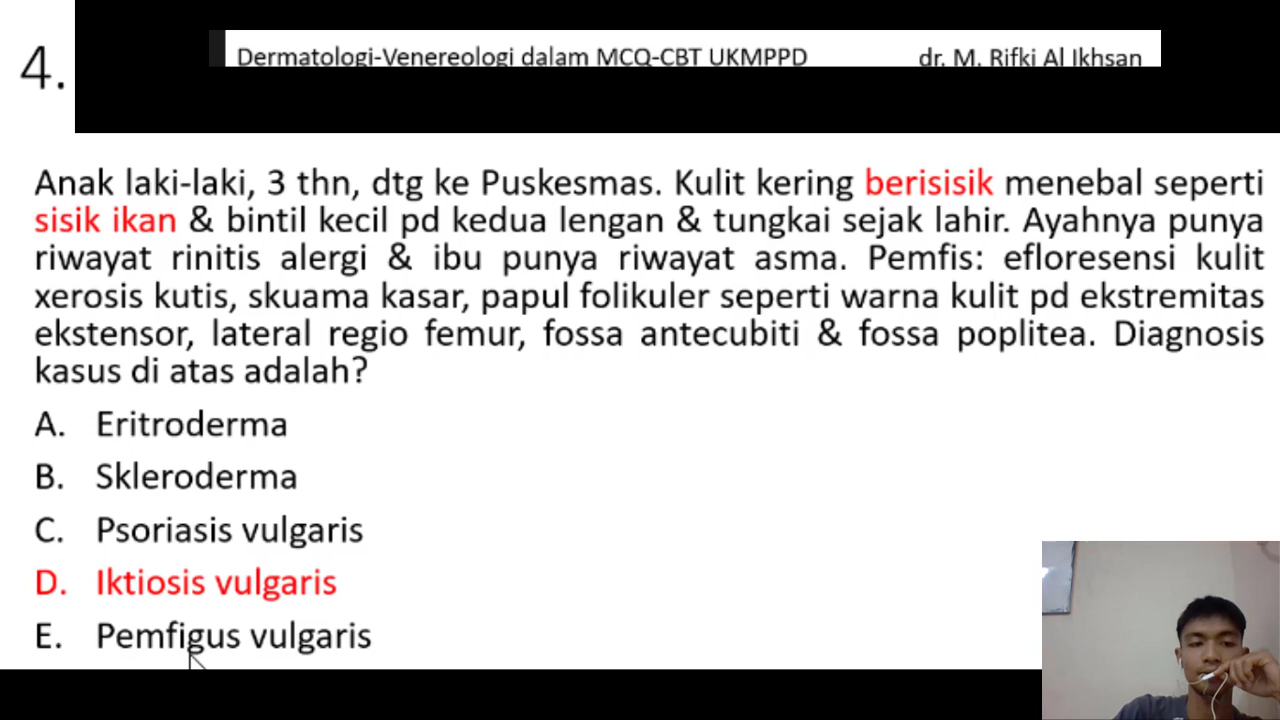 4.
Dermatologi-Venereologi dalam MCQ-CBT UKMPPD dr. M. Rifki Al Ikhsan
Anak laki-laki, 3 thn, dtg ke Puskesmas. Kulit kering berisisik menebal seperti
sisik ikan & bintil kecil pd kedua lengan & tungkai sejak lahir. Ayahnya punya
riwayat rinitis alergi & ibu punya riwayat asma. Pemfis: efloresensi kulit
xerosis kutis, skuama kasar, papul folikuler seperti warna kulit pd ekstremitas
ekstensor, lateral regio femur, fossa antecubiti & fossa poplitea. Diagnosis
kasus di atas adalah?
A. Eritroderma
B. Skleroderma
C. Psoriasis vulgaris
D. Iktiosis vulgaris
E. Pemfigus vulgaris